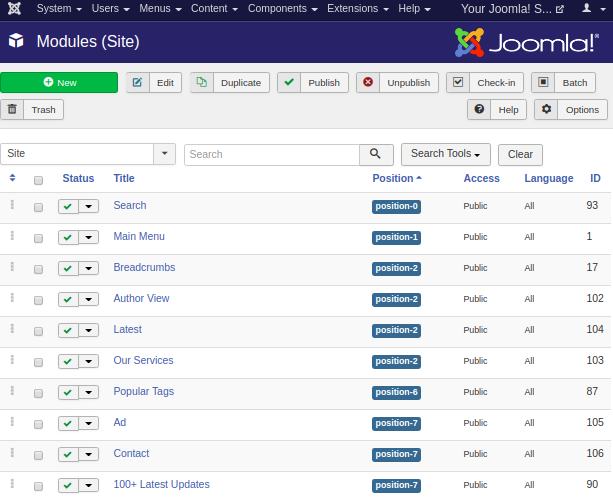 System Users Menus Content Components Extensions Help Your Joomla! S...
Modules (Site) Joomla!®
New Edit Duplicate Publish Unpublish Check-in Batch
Trash Help Options
Site Search Search Tools Clear
Status Title Position Access Language ID
Search position-0 Public All 93
Main Menu position-1 Public All 1
Breadcrumbs position-2 Public All 17
Author View position-2 Public All 102
Latest position-2 Public All 104
Our Services position-2 Public All 103
Popular Tags position-6 Public All 87
Ad position-7 Public All 105
Contact position-7 Public All 106
100+ Latest Updates position-7 Public All 90